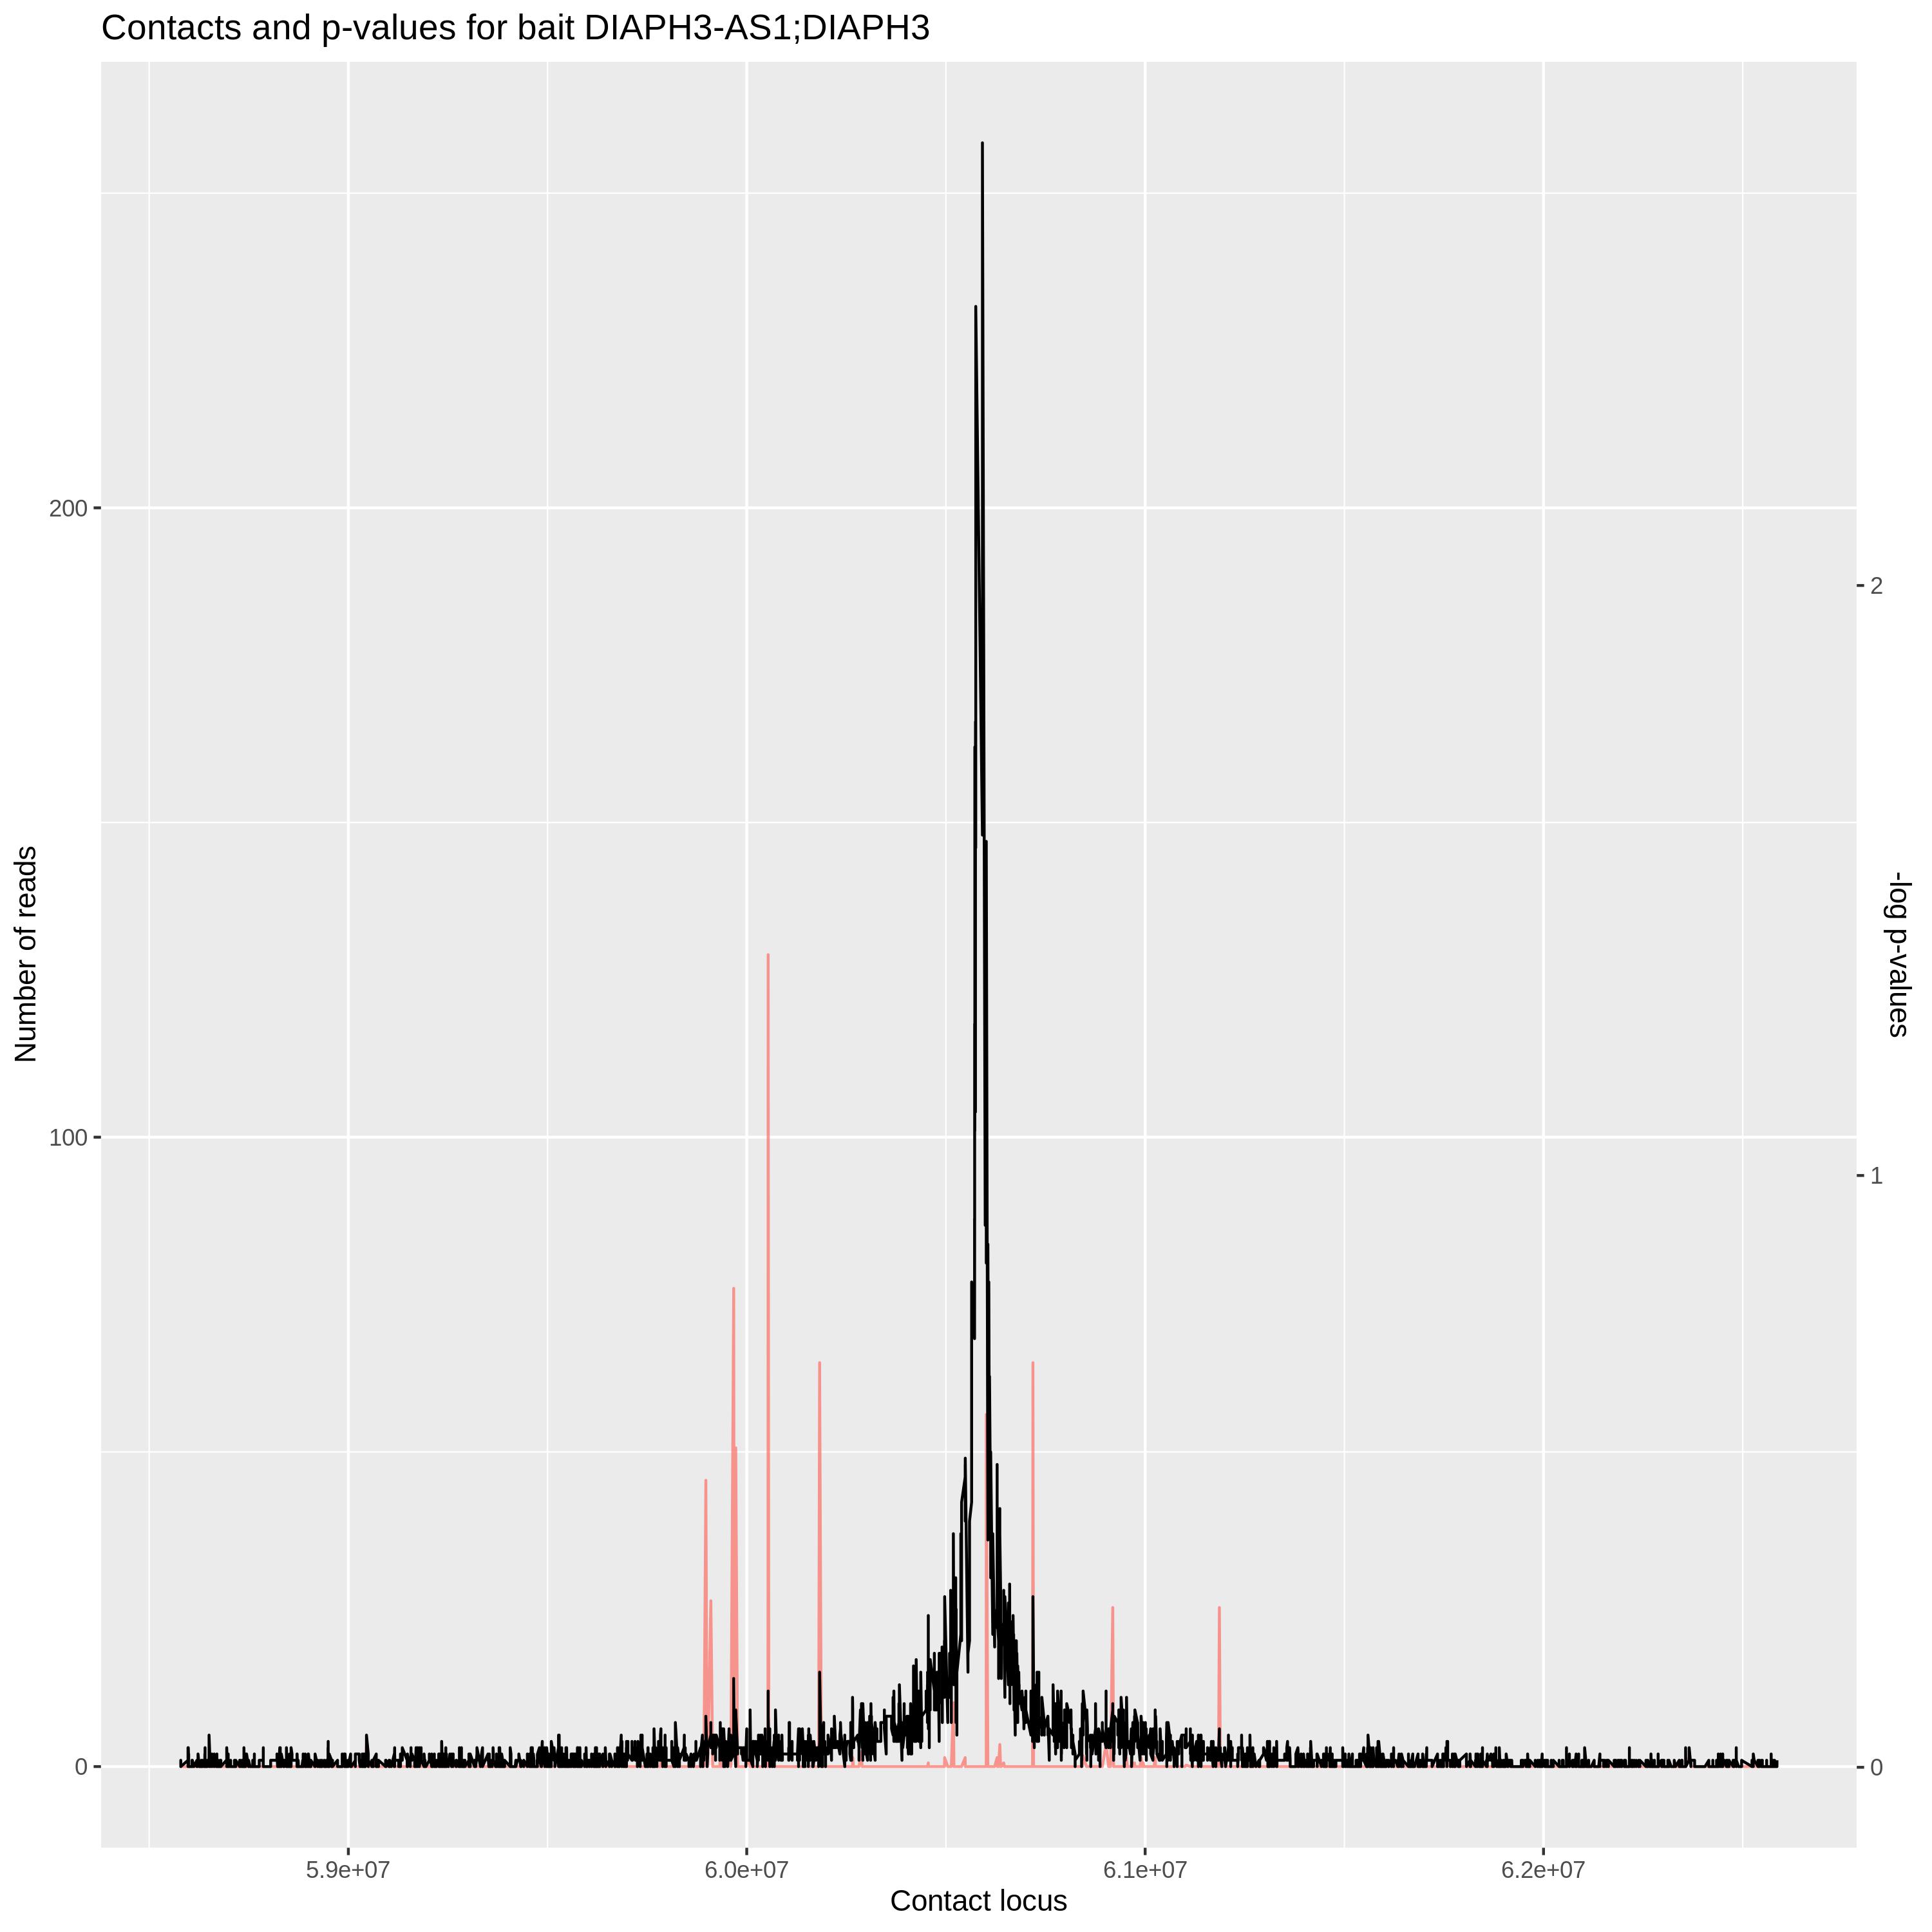 Contacts and p-values for bait DIAPH3-AS1;DIAPH3
200
100
0
Number of reads
2
1
0
-log p-values
5.9e+07
6.0e+07
6.1e+07
6.2e+07
Contact locus